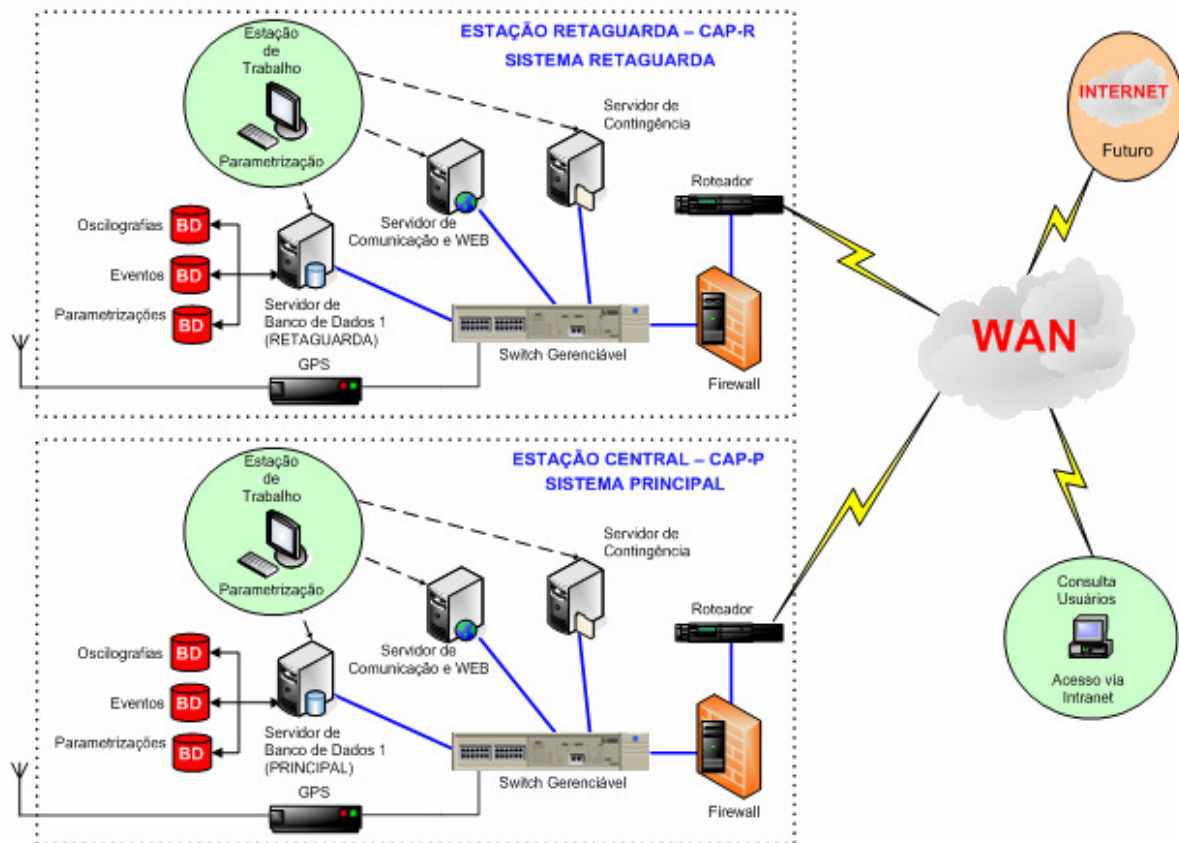 ESTAÇÃO RETAGUARDA – CAP-R
SISTEMA RETAGUARDA
Estação
de
Trabalho
Parametrização
Servidor de
Contingência
Roteador
Servidor de
Comunicação e WEB
Oscilografias
BD
Eventos
BD
Parametrizações
BD
Servidor de
Banco de Dados 1
(RETAGUARDA)
Switch Gerenciável
GPS
Firewall
INTERNET
Futuro
WAN
ESTAÇÃO CENTRAL – CAP-P
SISTEMA PRINCIPAL
Estação
de
Trabalho
Parametrização
Servidor de
Contingência
Roteador
Servidor de
Comunicação e WEB
Oscilografias
BD
Eventos
BD
Parametrizações
BD
Servidor de
Banco de Dados 1
(PRINCIPAL)
Switch Gerenciável
GPS
Firewall
Consulta
Usuários
Acesso via
Intranet